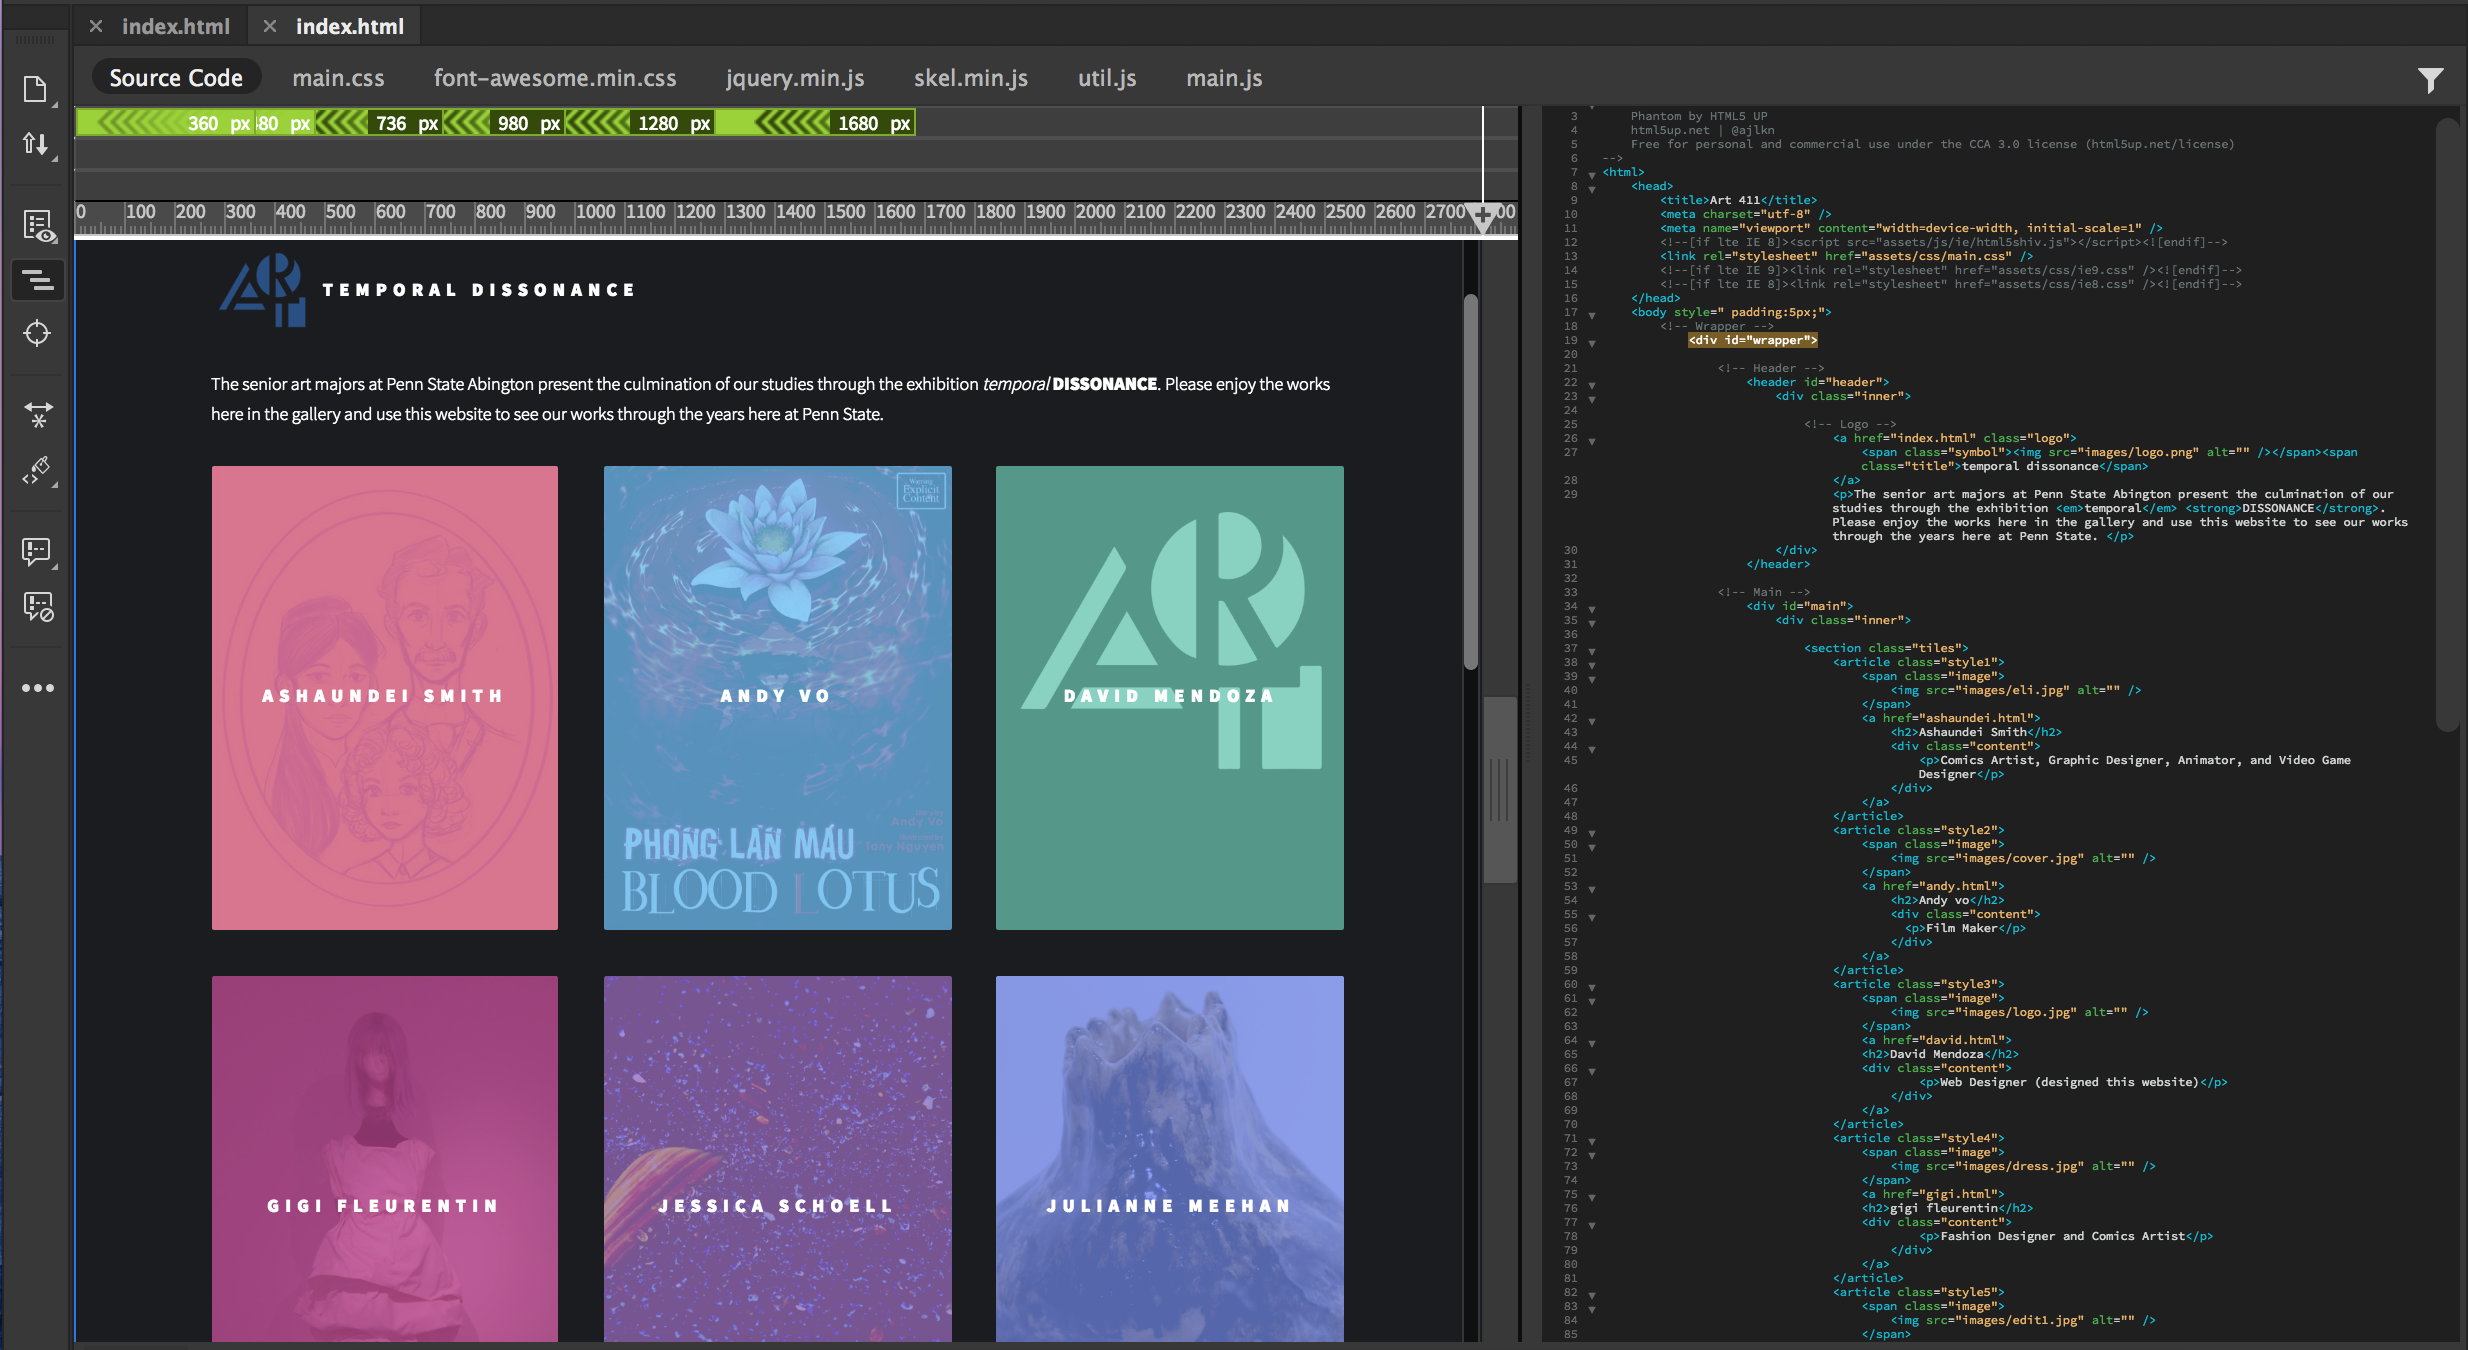 index.html index.html
Source Code main.css font-awesome.min.css jquery.min.js skel.min.js util.js main.js
360 px 80 px 736 px 980 px 1280 px 1680 px
0 100 200 300 400 500 600 700 800 900 1000 1100 1200 1300 1400 1500 1600 1700 1800 1900 2000 2100 2200 2300 2400 2500 2600 2700 00
ART TEMPORAL DISSONANCE
The senior art majors at Penn State Abington present the culmination of our studies through the exhibition temporal DISSONANCE. Please enjoy the works
here in the gallery and use this website to see our works through the years here at Penn State.
ASHAUNDEI SMITH
Warning
Explicit
Content
ANDY VO
Andy Vo
Tony Nguyen
PHONG LAN MÁU
BLOOD LOTUS
ART
DAVID MENDOZA
GIGI FLEURENTIN
JESSICA SCHOELL
JULIANNE MEEHAN
3 Phantom by HTML5 UP
4 html5up.net | @ajlkn
5 Free for personal and commercial use under the CCA 3.0 license (html5up.net/license)
6 -->
7 <html>
8 <head>
9 <title>Art 411</title>
10 <meta charset="utf-8" />
11 <meta name="viewport" content="width=device-width, initial-scale=1" />
12 <!--[if lte IE 8]><script src="assets/js/ie/html5shiv.js"></script><![endif]-->
13 <link rel="stylesheet" href="assets/css/main.css" />
14 <!--[if lte IE 9]><link rel="stylesheet" href="assets/css/ie9.css" /><![endif]-->
15 <!--[if lte IE 8]><link rel="stylesheet" href="assets/css/ie8.css" /><![endif]-->
16 </head>
17 <body style=" padding:5px;">
18 <!-- Wrapper -->
19 <div id="wrapper">
20
21 <!-- Header -->
22 <header id="header">
23 <div class="inner">
24
25 <!-- Logo -->
26 <a href="index.html" class="logo">
27 <span class="symbol"><img src="images/logo.png" alt="" /></span><span
class="title">temporal dissonance</span>
28 </a>
29 <p>The senior art majors at Penn State Abington present the culmination of our
studies through the exhibition <em>temporal</em> <strong>DISSONANCE</strong>.
Please enjoy the works here in the gallery and use this website to see our works
through the years here at Penn State. </p>
30 </div>
31 </header>
32
33 <!-- Main -->
34 <div id="main">
35 <div class="inner">
36
37 <section class="tiles">
38 <article class="style1">
39 <span class="image">
40 <img src="images/eli.jpg" alt="" />
41 </span>
42 <a href="ashaundei.html">
43 <h2>Ashaundei Smith</h2>
44 <div class="content">
45 <p>Comics Artist, Graphic Designer, Animator, and Video Game
Designer</p>
46 </div>
47 </a>
48 </article>
49 <article class="style2">
50 <span class="image">
51 <img src="images/cover.jpg" alt="" />
52 </span>
53 <a href="andy.html">
54 <h2>Andy vo</h2>
55 <div class="content">
56 <p>Film Maker</p>
57 </div>
58 </a>
59 </article>
60 <article class="style3">
61 <span class="image">
62 <img src="images/logo.jpg" alt="" />
63 </span>
64 <a href="david.html">
65 <h2>David Mendoza</h2>
66 <div class="content">
67 <p>Web Designer (designed this website)</p>
68 </div>
69 </a>
70 </article>
71 <article class="style4">
72 <span class="image">
73 <img src="images/dress.jpg" alt="" />
74 </span>
75 <a href="gigi.html">
76 <h2>gigi fleurentin</h2>
77 <div class="content">
78 <p>Fashion Designer and Comics Artist</p>
79 </div>
80 </a>
81 </article>
82 <article class="style5">
83 <span class="image">
84 <img src="images/edit1.jpg" alt="" />
85 </span>